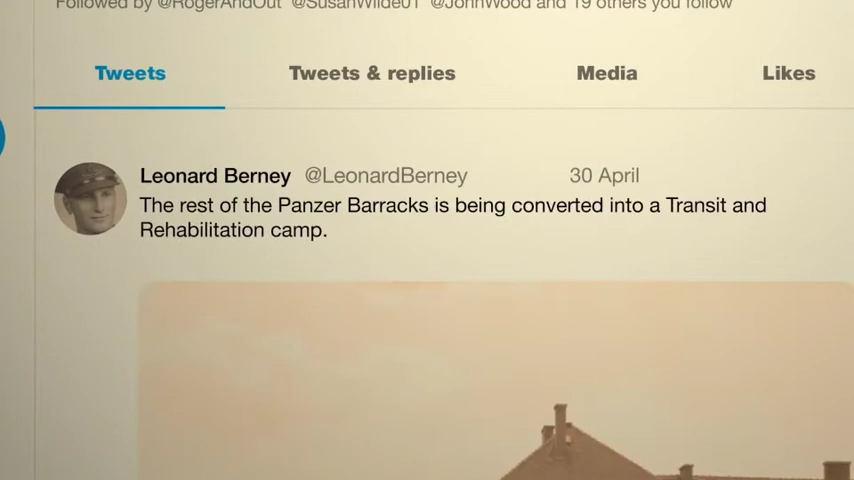 Followed by @RogerAndOut @SusanWilde01 @JohnWood and 19 others you follow
Tweets Tweets & replies Media Likes
Leonard Berney @LeonardBerney 30 April
The rest of the Panzer Barracks is being converted into a Transit and
Rehabilitation camp.